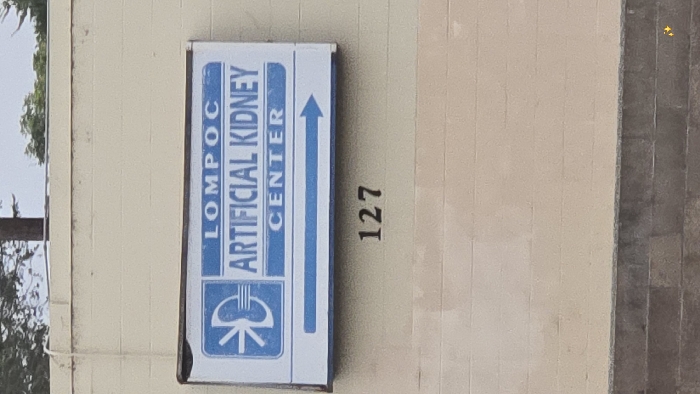 LOMPOC
ARTIFICIAL KIDNEY
CENTER
127